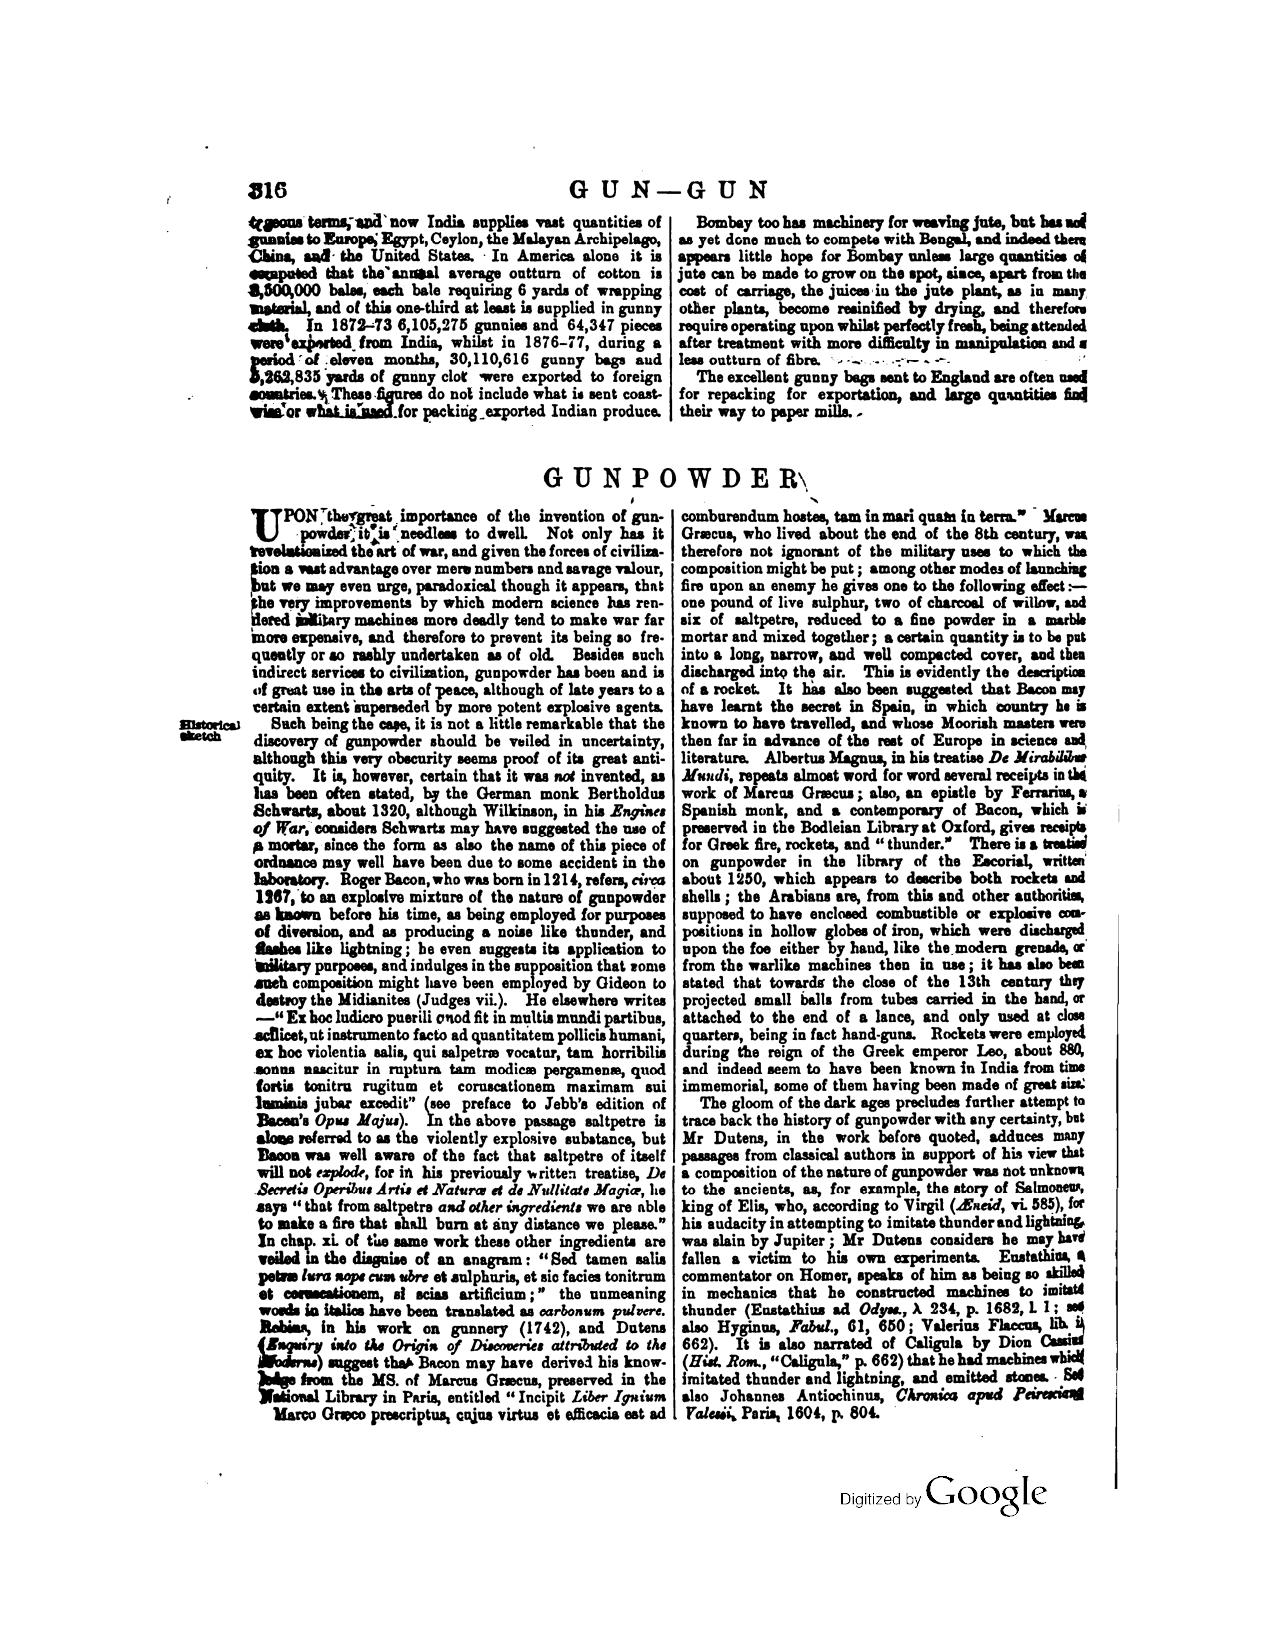 316
GUN—GUN
geous terms, and now India supplies vast quantities of
gunnies to Europe, Egypt, Ceylon, the Malayan Archipelago,
China, and the United States. In America alone it is
computed that the annual average outturn of cotton is
3,500,000 bales, each bale requiring 6 yards of wrapping
material, and of this one-third at least is supplied in gunny
cloth. In 1872–73 6,105,275 gunnies and 64,347 pieces
were exported from India, whilst in 1876–77, during a
period of eleven months, 30,110,616 gunny bags and
yards of gunny clot were exported to foreign
countries. These figures do not include what is sent coast-
wise or what is used for packing exported Indian produce.
Bombay too has machinery for weaving jute, but has not
as yet done much to compete with Bengal, and indeed there
appears little hope for Bombay unless large quantities of
jute can be made to grow on the spot, since, apart from the
cost of carriage, the juices in the jute plant, as in many
other plants, become resinified by drying, and therefore
require operating upon whilst perfectly fresh, being attended
after treatment with more difficulty in manipulation and a
less outturn of fibre.
The excellent gunny bags sent to England are often used
for repacking for exportation, and large quantities find
their way to paper mills.
GUNPOWDER
UPON the great importance of the invention of gun-
powder, it is needless to dwell. Not only has it
revolutionized the art of war, and given the forces of civiliza-
tion a vast advantage over mere numbers and savage valour,
but we may even urge, paradoxical though it appears, that
the very improvements by which modern science has ren-
dered military machines more deadly tend to make war far
more expensive, and therefore to prevent its being so fre-
quently or so rashly undertaken as of old. Besides such
indirect services to civilization, gunpowder has been and is
of great use in the arts of peace, although of late years to a
certain extent superseded by more potent explosive agents.
Historical
sketch
Such being the case, it is not a little remarkable that the
discovery of gunpowder should be veiled in uncertainty,
although this very obscurity seems proof of its great anti-
quity. It is, however, certain that it was not invented, as
has been often stated, by the German monk Bertholdus
Schwartz, about 1320, although Wilkinson, in his Engines
of War, considers Schwartz may have suggested the use of
a mortar, since the form as also the name of this piece of
ordnance may well have been due to some accident in the
laboratory. Roger Bacon, who was born in 1214, refers, circa
1267, to an explosive mixture of the nature of gunpowder
as known before his time, as being employed for purposes
of diversion, and as producing a noise like thunder, and
flashes like lightning; he even suggests its application to
military purposes, and indulges in the supposition that some
such composition might have been employed by Gideon to
destroy the Midianites (Judges vii.). He elsewhere writes
—"Ex hoc ludicro puerili quod fit in multis mundi partibus,
scilicet, ut instrumento facto ad quantitatem pollicis humani,
ex hoc violentia salis, qui salpetræ vocatur, tam horribilis
sonus nascitur in ruptura tam modicæ pergamenæ, quod
fortis tonitru rugitum et coruscationem maximam sui
luminis jubar excedit" (see preface to Jebb's edition of
Bacon's Opus Majus). In the above passage saltpetre is
alone referred to as the violently explosive substance, but
Bacon was well aware of the fact that saltpetre of itself
will not explode, for in his previously written treatise, De
Secretis Operibus Artis et Naturæ et de Nullitate Magiæ, he
says "that from saltpetre and other ingredients we are able
to make a fire that shall burn at any distance we please."
In chap. xi. of the same work these other ingredients are
veiled in the disguise of an anagram: "Sed tamen salis
petræ lura nope cum ubre et sulphuris, et sic facies tonitrum
et coruscationem, si scias artificium;" the unmeaning
words in italics have been translated as carbonum pulvere.
Robins, in his work on gunnery (1742), and Dutens
(Enquiry into the Origin of Discoveries attributed to the
Moderns) suggest that Bacon may have derived his know-
ledge from the MS. of Marcus Græcus, preserved in the
National Library in Paris, entitled "Incipit Liber Ignium
Marco Græco prescriptus, cujus virtus et efficacia est ad
comburendum hostes, tam in mari quam in terra." Marcus
Græcus, who lived about the end of the 8th century, was
therefore not ignorant of the military uses to which the
composition might be put; among other modes of launching
fire upon an enemy he gives one to the following effect:—
one pound of live sulphur, two of charcoal of willow, and
six of saltpetre, reduced to a fine powder in a marble
mortar and mixed together; a certain quantity is to be put
into a long, narrow, and well compacted cover, and then
discharged into the air. This is evidently the description
of a rocket. It has also been suggested that Bacon may
have learnt the secret in Spain, in which country he is
known to have travelled, and whose Moorish masters were
then far in advance of the rest of Europe in science and
literature. Albertus Magnus, in his treatise De Mirabilibus
Mundi, repeats almost word for word several receipts in the
work of Marcus Græcus; also, an epistle by Ferrarius, a
Spanish monk, and a contemporary of Bacon, which is
preserved in the Bodleian Library at Oxford, gives receipts
for Greek fire, rockets, and "thunder." There is a treatise
on gunpowder in the library of the Escorial, written
about 1250, which appears to describe both rockets and
shells; the Arabians are, from this and other authorities,
supposed to have enclosed combustible or explosive com-
positions in hollow globes of iron, which were discharged
upon the foe either by hand, like the modern grenade, or
from the warlike machines then in use; it has also been
stated that towards the close of the 13th century they
projected small balls from tubes carried in the hand, or
attached to the end of a lance, and only used at close
quarters, being in fact hand-guns. Rockets were employed
during the reign of the Greek emperor Leo, about 880,
and indeed seem to have been known in India from time
immemorial, some of them having been made of great size.
The gloom of the dark ages precludes further attempt to
trace back the history of gunpowder with any certainty, but
Mr Dutens, in the work before quoted, adduces many
passages from classical authors in support of his view that
a composition of the nature of gunpowder was not unknown
to the ancients, as, for example, the story of Salmoneus,
king of Elis, who, according to Virgil (Æneid, vi. 585), for
his audacity in attempting to imitate thunder and lightning,
was slain by Jupiter; Mr Dutens considers he may have
fallen a victim to his own experiments. Eustathius, a
commentator on Homer, speaks of him as being so skilled
in mechanics that he constructed machines to imitate
thunder (Eustathius ad Odyss., λ 234, p. 1682, l. 1; see
also Hyginus, Fabul., 61, 650; Valerius Flaccus, lib. i,
662). It is also narrated of Caligula by Dion Cassius
(Hist. Rom., "Caligula," p. 662) that he had machines which
imitated thunder and lightning, and emitted stones. See
also Johannes Antiochinus, Chronica apud Peiresciana
Valesii, Paris, 1604, p. 804.
Digitized by Google